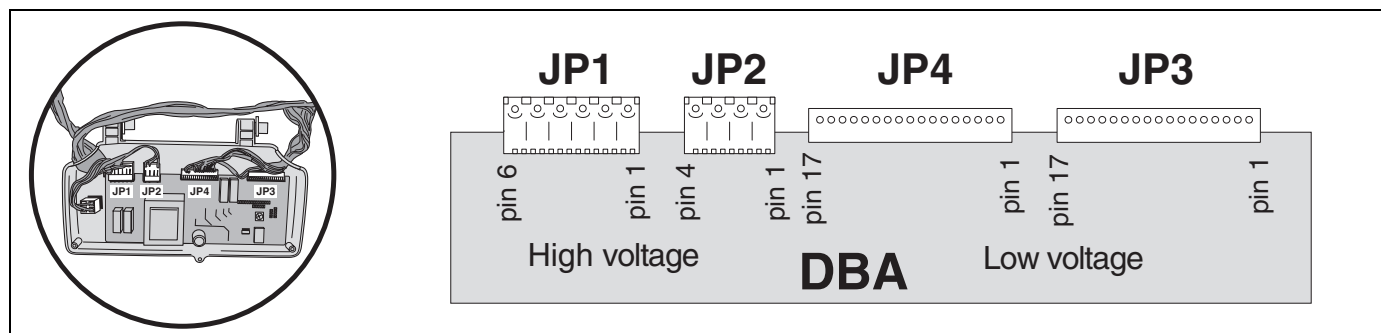 JP1 JP2 JP4 JP3
JP1 JP2 JP4 JP3
pin 6 pin 1 pin 4 pin 1 pin 17 pin 1 pin 17 pin 1
High voltage DBA Low voltage